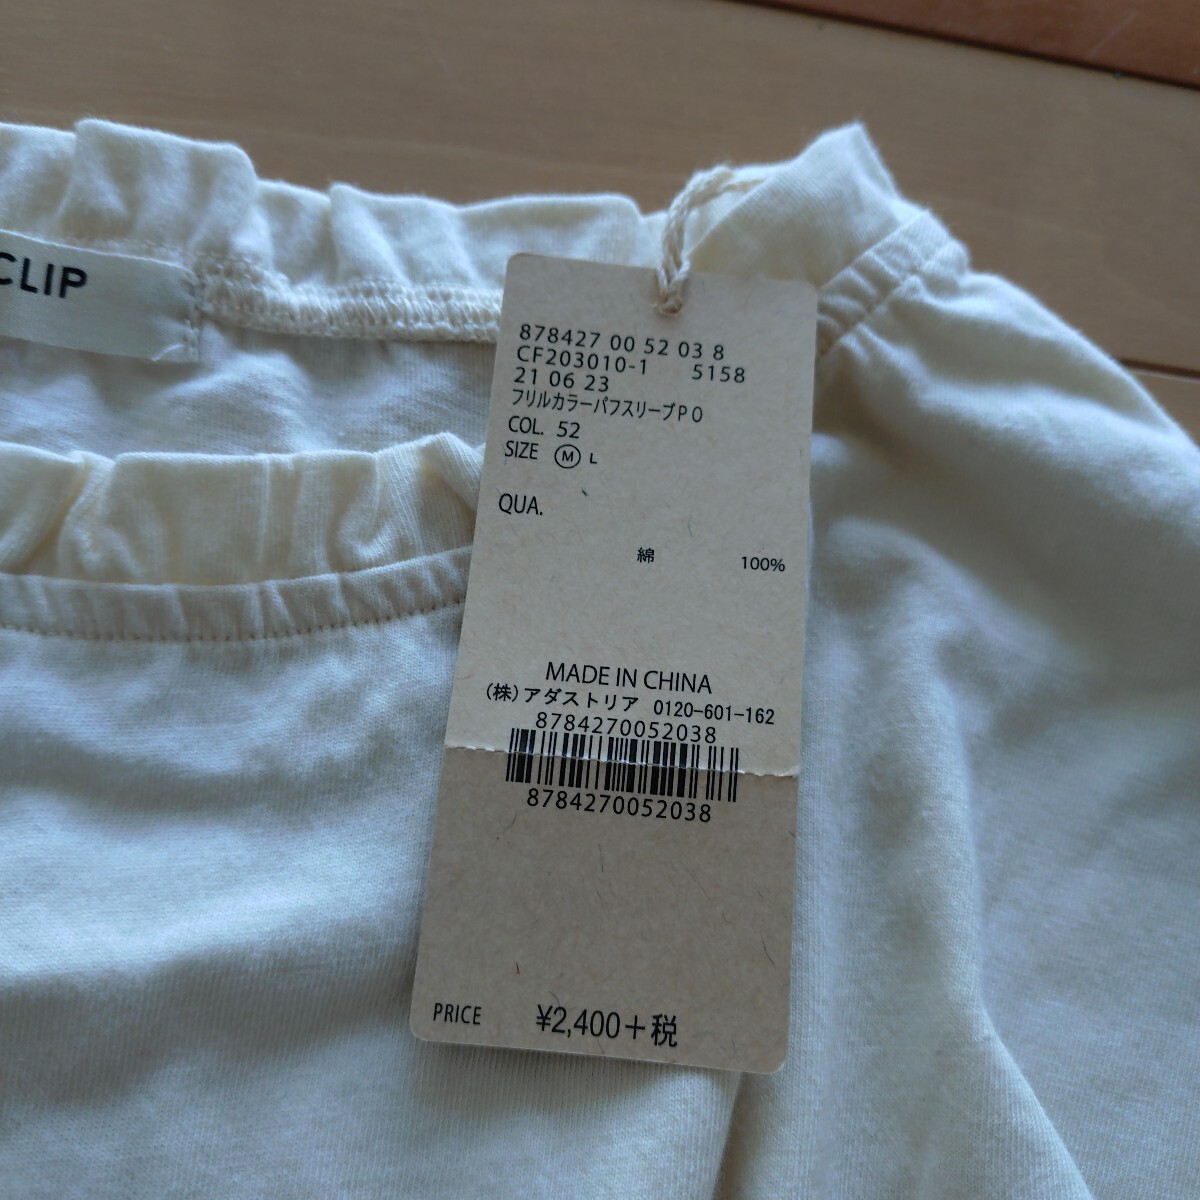 CLIP
878427 00 52 03 8
CF203010-1 5158
21 06 23
フリルカラーパフスリーブPO
COL. 52
SIZE M L
QUA.
綿 100%
MADE IN CHINA
(株)アダストリア 0120-601-162
8784270052038
8784270052038
PRICE ¥2,400+税